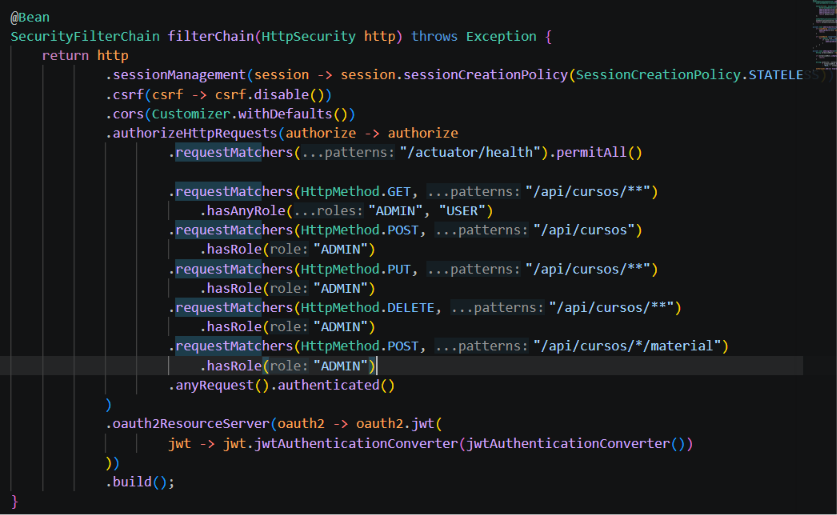 @Bean
SecurityFilterChain filterChain(HttpSecurity http) throws Exception {
return http
.sessionManagement(session -> session.sessionCreationPolicy(SessionCreationPolicy.STATELESS))
.csrf(csrf -> csrf.disable())
.cors(Customizer.withDefaults())
.authorizeHttpRequests(authorize -> authorize
.requestMatchers(...patterns: "/actuator/health").permitAll()
.requestMatchers(HttpMethod.GET, ...patterns: "/api/cursos/**")
.hasAnyRole(...roles: "ADMIN", "USER")
.requestMatchers(HttpMethod.POST, ...patterns: "/api/cursos")
.hasRole(role: "ADMIN")
.requestMatchers(HttpMethod.PUT, ...patterns: "/api/cursos/**")
.hasRole(role: "ADMIN")
.requestMatchers(HttpMethod.DELETE, ...patterns: "/api/cursos/**")
.hasRole(role: "ADMIN")
.requestMatchers(HttpMethod.POST, ...patterns: "/api/cursos/*/material")
.hasRole(role: "ADMIN")
.anyRequest().authenticated()
)
.oauth2ResourceServer(oauth2 -> oauth2.jwt(
jwt -> jwt.jwtAuthenticationConverter(jwtAuthenticationConverter())
))
.build();
}